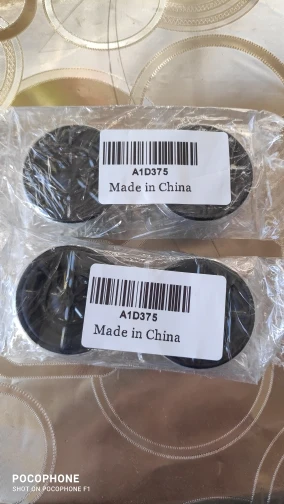 A1D375
Made in China
A1D375
Made in China
POCOPHONE
SHOT ON POCOPHONE F1